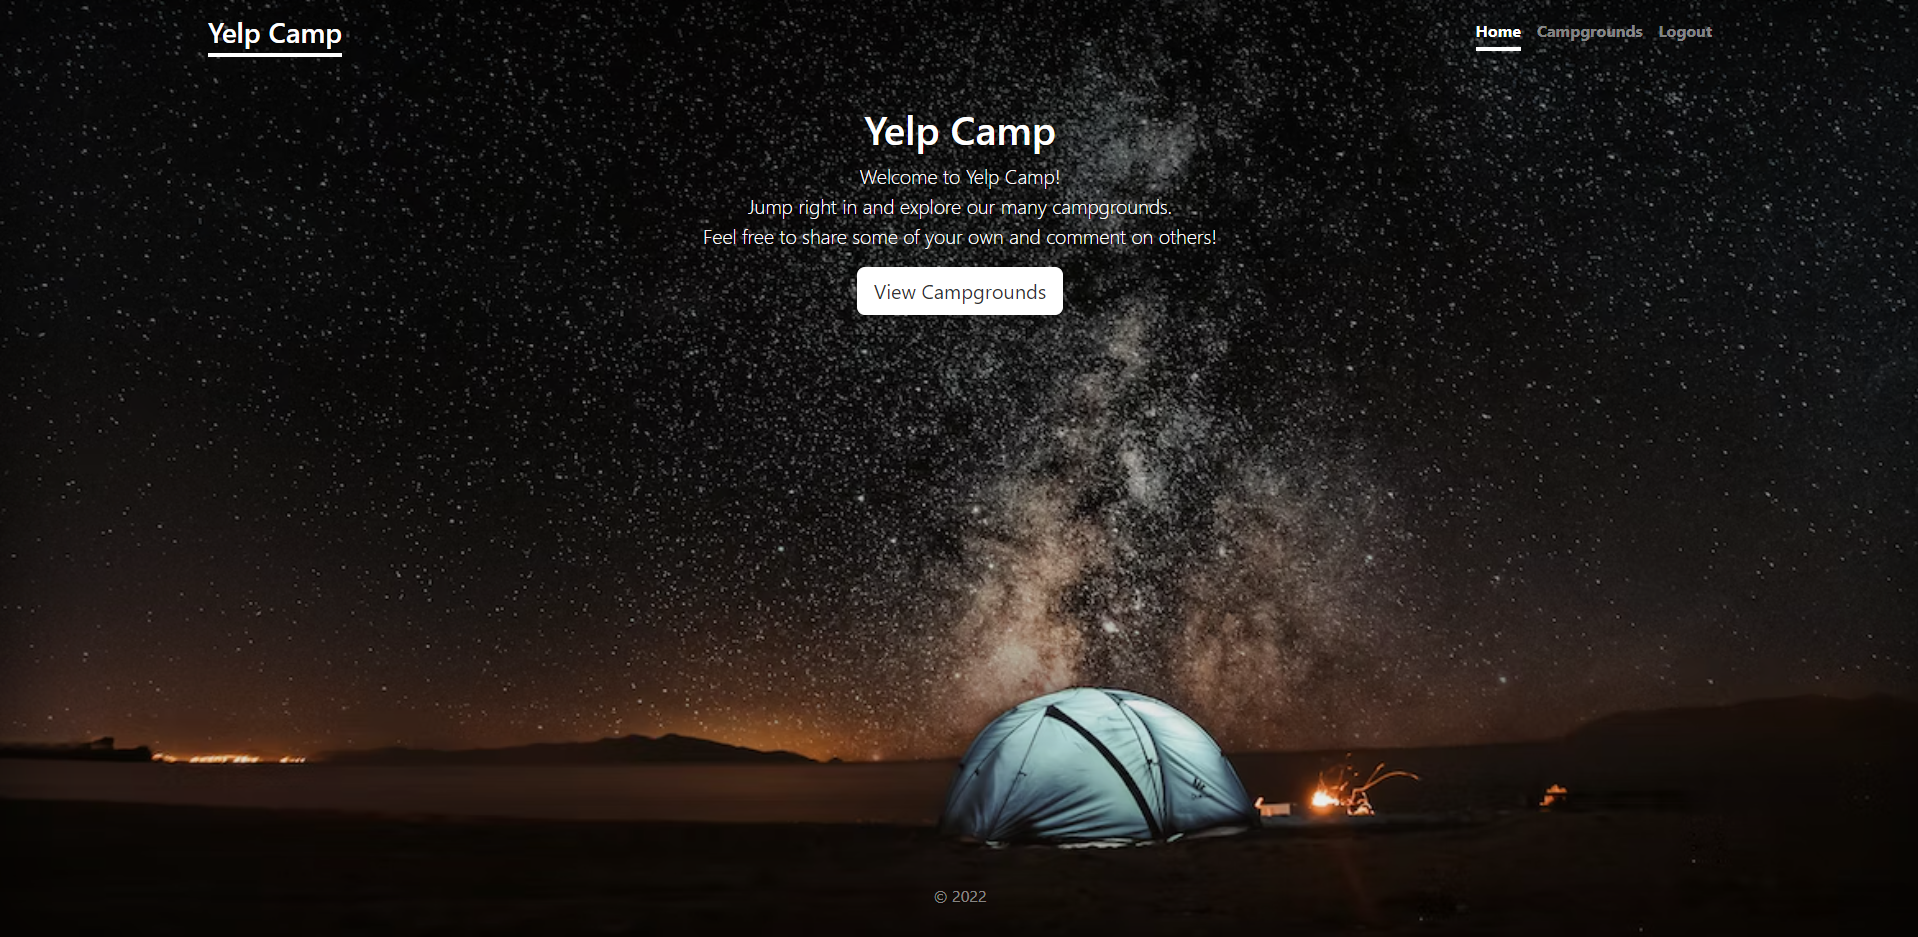 Yelp Camp
Home Campgrounds Logout
Yelp Camp
Welcome to Yelp Camp!
Jump right in and explore our many campgrounds.
Feel free to share some of your own and comment on others!
View Campgrounds
© 2022